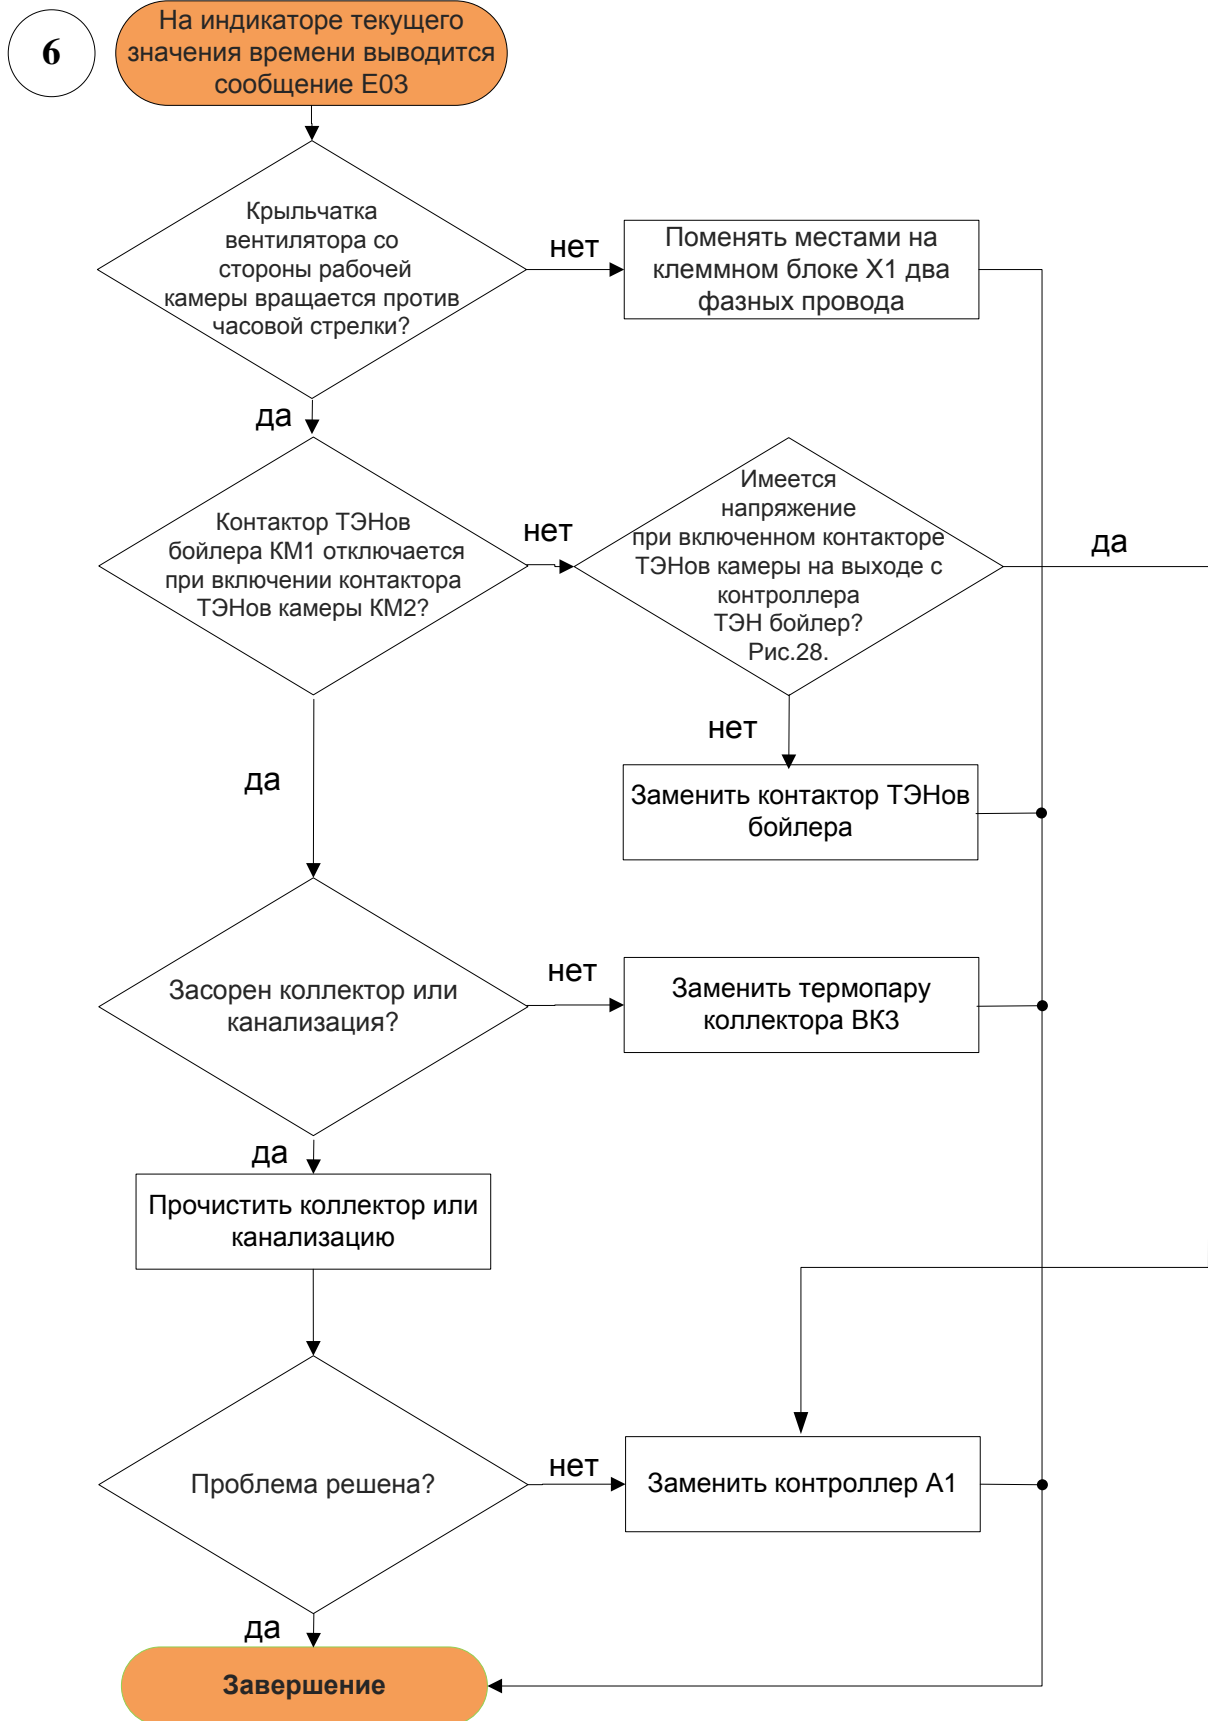 6
На индикаторе текущего
значения времени выводится
сообщение Е03
Крыльчатка
вентилятора со
стороны рабочей
камеры вращается против
часовой стрелки?
нет
Поменять местами на
клеммном блоке Х1 два
фазных провода
да
Контактор ТЭНов
бойлера КМ1 отключается
при включении контактора
ТЭНов камеры КМ2?
нет
Имеется
напряжение
при включенном контакторе
ТЭНов камеры на выходе с
контроллера
ТЭН бойлер?
Рис.28.
да
нет
Заменить контактор ТЭНов
бойлера
да
Засорен коллектор или
канализация?
нет
Заменить термопару
коллектора ВК3
да
Прочистить коллектор или
канализацию
Проблема решена?
нет
Заменить контроллер А1
да
Завершение